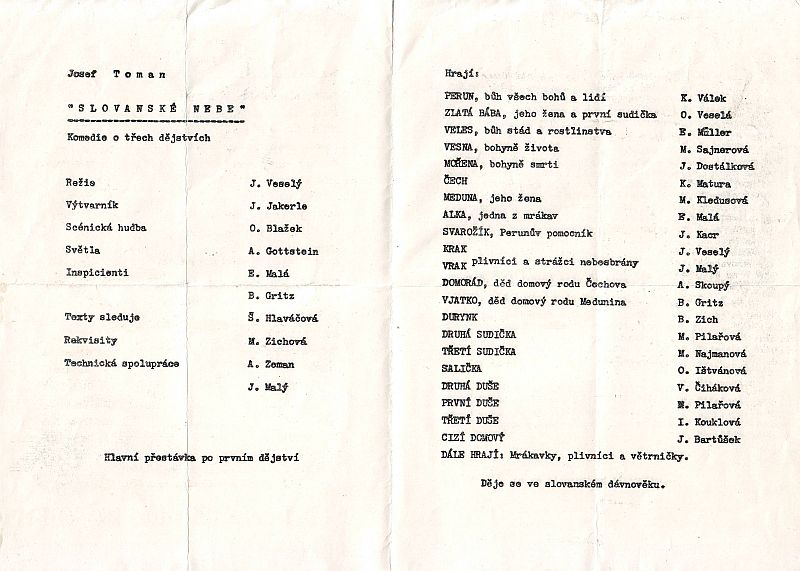 Josef Toman
"SLOVANSKÉ NEBE"
Komedie o třech dějstvích
Režie J. Veselý
Výtvarník J. Jakerle
Scénická hudba O. Blažek
Světla A. Gottstein
Inspicienti E. Malá
B. Gritz
Texty sleduje Š. Hlaváčová
Rekvisity M. Zichová
Technická spolupráce A. Zeman
J. Malý
Hlavní přestávka po prvním dějství
Hrají:
PERUN, bůh všech bohů a lidí K. Válek
ZLATÁ BÁBA, jeho žena a první sudička O. Veselá
VELES, bůh stád a rostlinstva E. Müller
VESNA, bohyně života M. Sajnerová
MOŘENA, bohyně smrti J. Dostálková
ČECH K. Matura
MEDUNA, jeho žena M. Kledusová
ALKA, jedna z mrákav E. Malá
SVAROŽÍK, Perunův pomocník J. Kacr
KRAK J. Veselý
plivníci a strážci nebesbrány
VRAK J. Malý
DOMORÁD, děd domový rodu Čechova A. Skoupý
VJATKO, děd domový rodu Medunina B. Gritz
DURYNK B. Zich
DRUHÁ SUDIČKA M. Pilařová
TŘETÍ SUDIČKA M. Najmanová
SALIČKA O. Ištvánová
DRUHÁ DUŠE V. Čiháková
PRVNÍ DUŠE M. Pilařová
TŘETÍ DUŠE I. Kouklová
CIZÍ DOMOVÝ J. Bartůšek
DÁLE HRAJÍ: Mrákavky, plivníci a větrničky.
Děje se ve slovanském dávnověku.